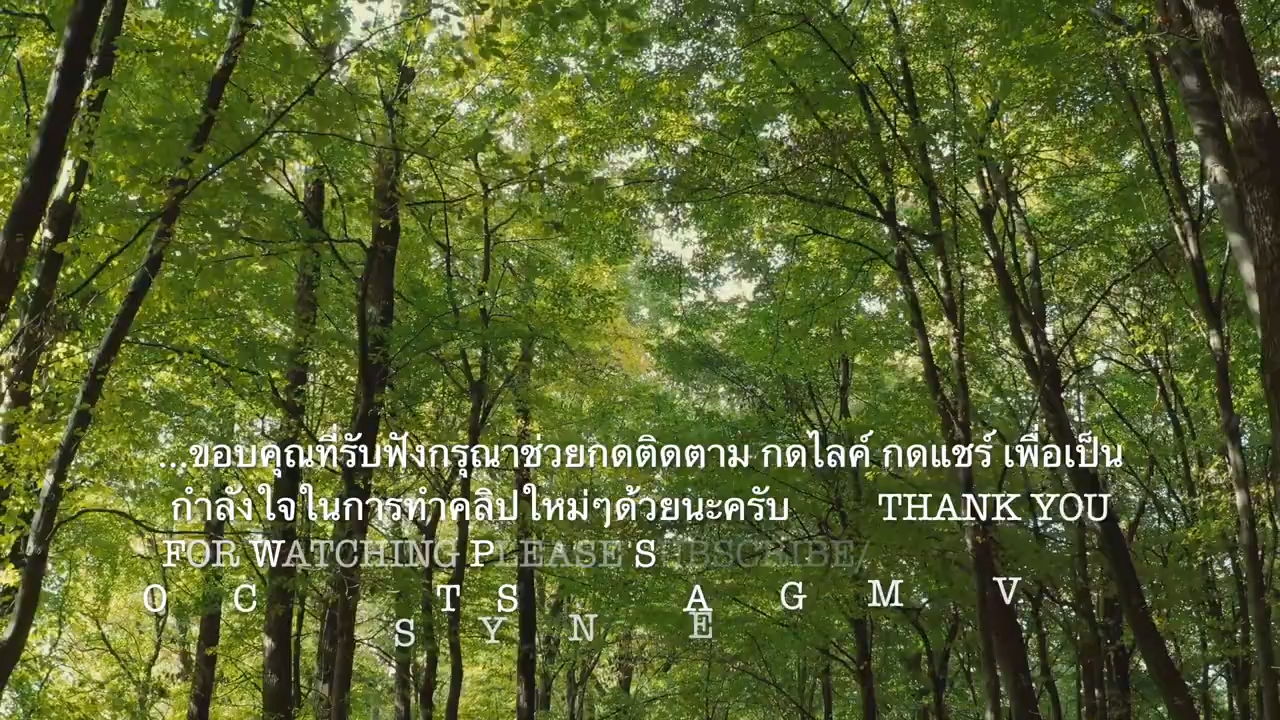 ...ขอบคุณที่รับฟังกรุณาช่วยกดติดตาม กดไลค์ กดแชร์ เพื่อเป็น
กำลังใจในการทำคลิปใหม่ๆด้วยนะครับ THANK YOU
FOR WATCHING PLEASE SUBSCRIBE/
O C T S A G M V
S Y N E